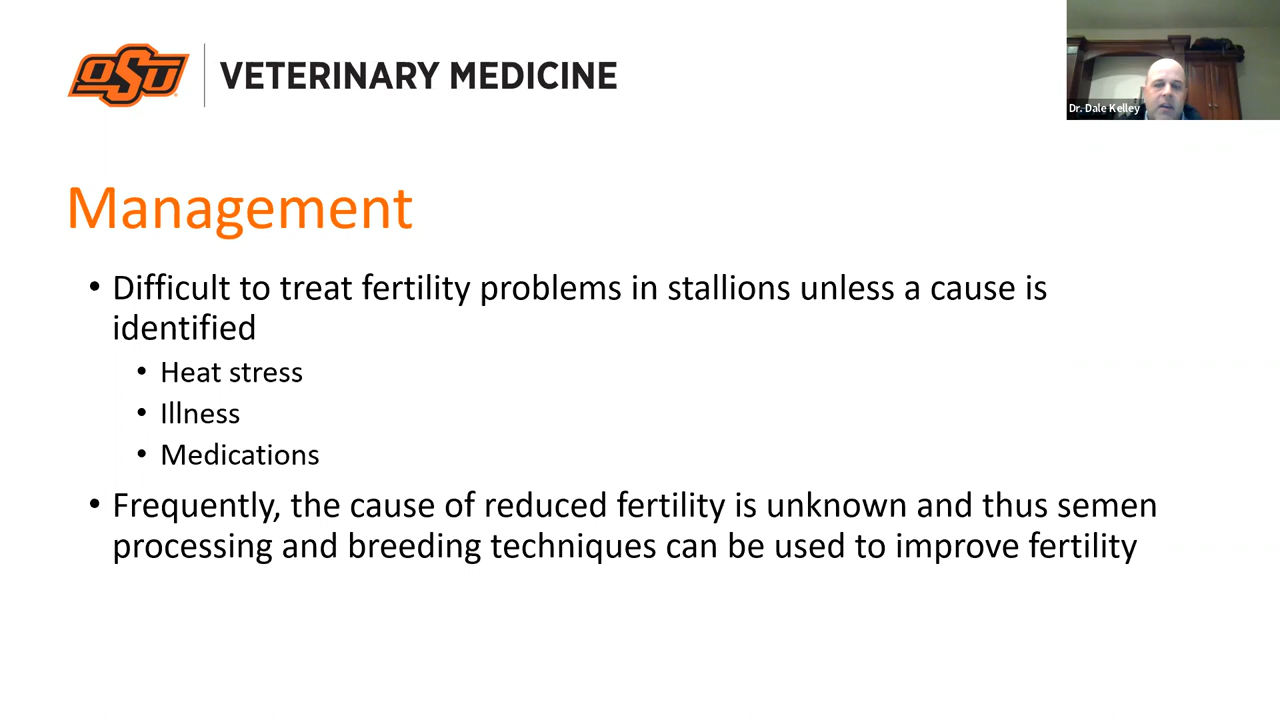 OSU
VETERINARY MEDICINE
Dr. Dale Kelley
Management
• Difficult to treat fertility problems in stallions unless a cause is
identified
• Heat stress
• Illness
• Medications
• Frequently, the cause of reduced fertility is unknown and thus semen
processing and breeding techniques can be used to improve fertility